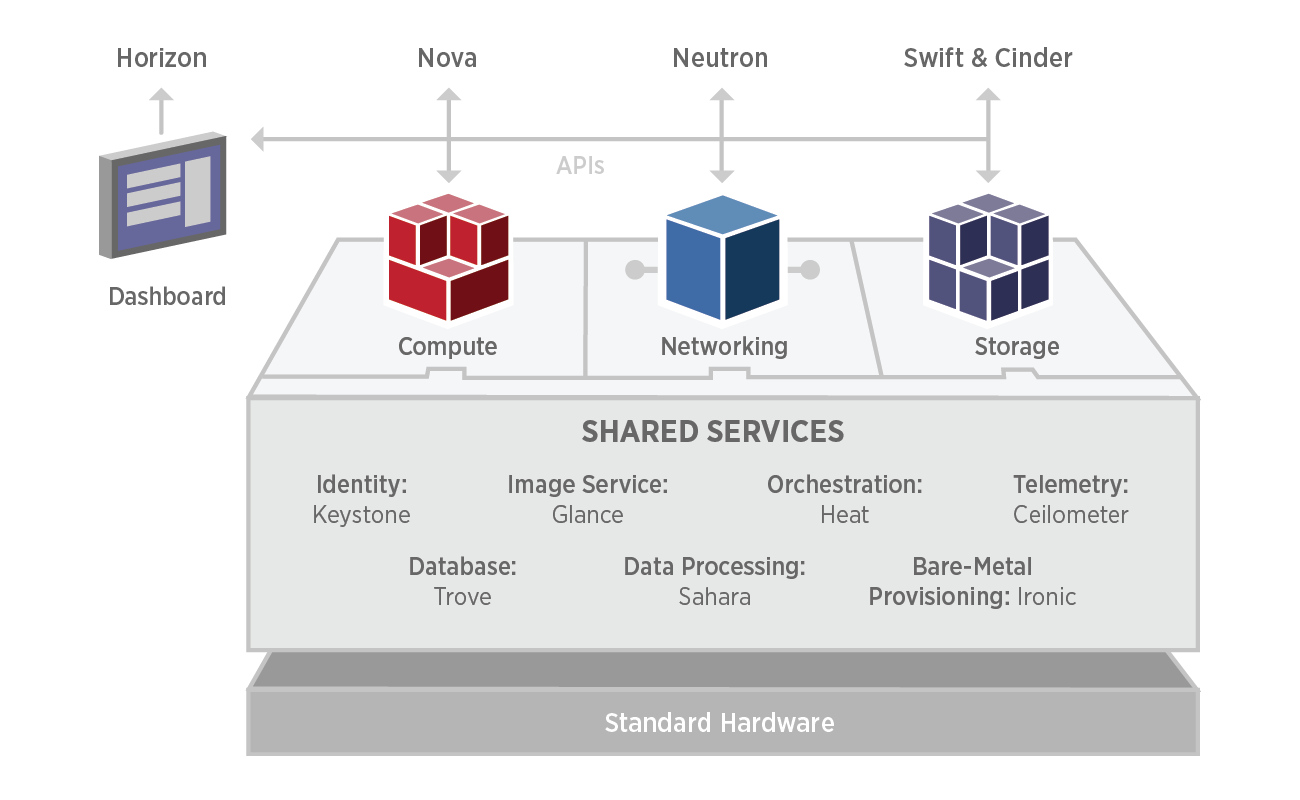 Horizon
Nova
Neutron
Swift & Cinder
APIs
Dashboard
Compute
Networking
Storage
SHARED SERVICES
Identity:
Keystone
Image Service:
Glance
Orchestration:
Heat
Telemetry:
Ceilometer
Database:
Trove
Data Processing:
Sahara
Bare-Metal
Provisioning: Ironic
Standard Hardware